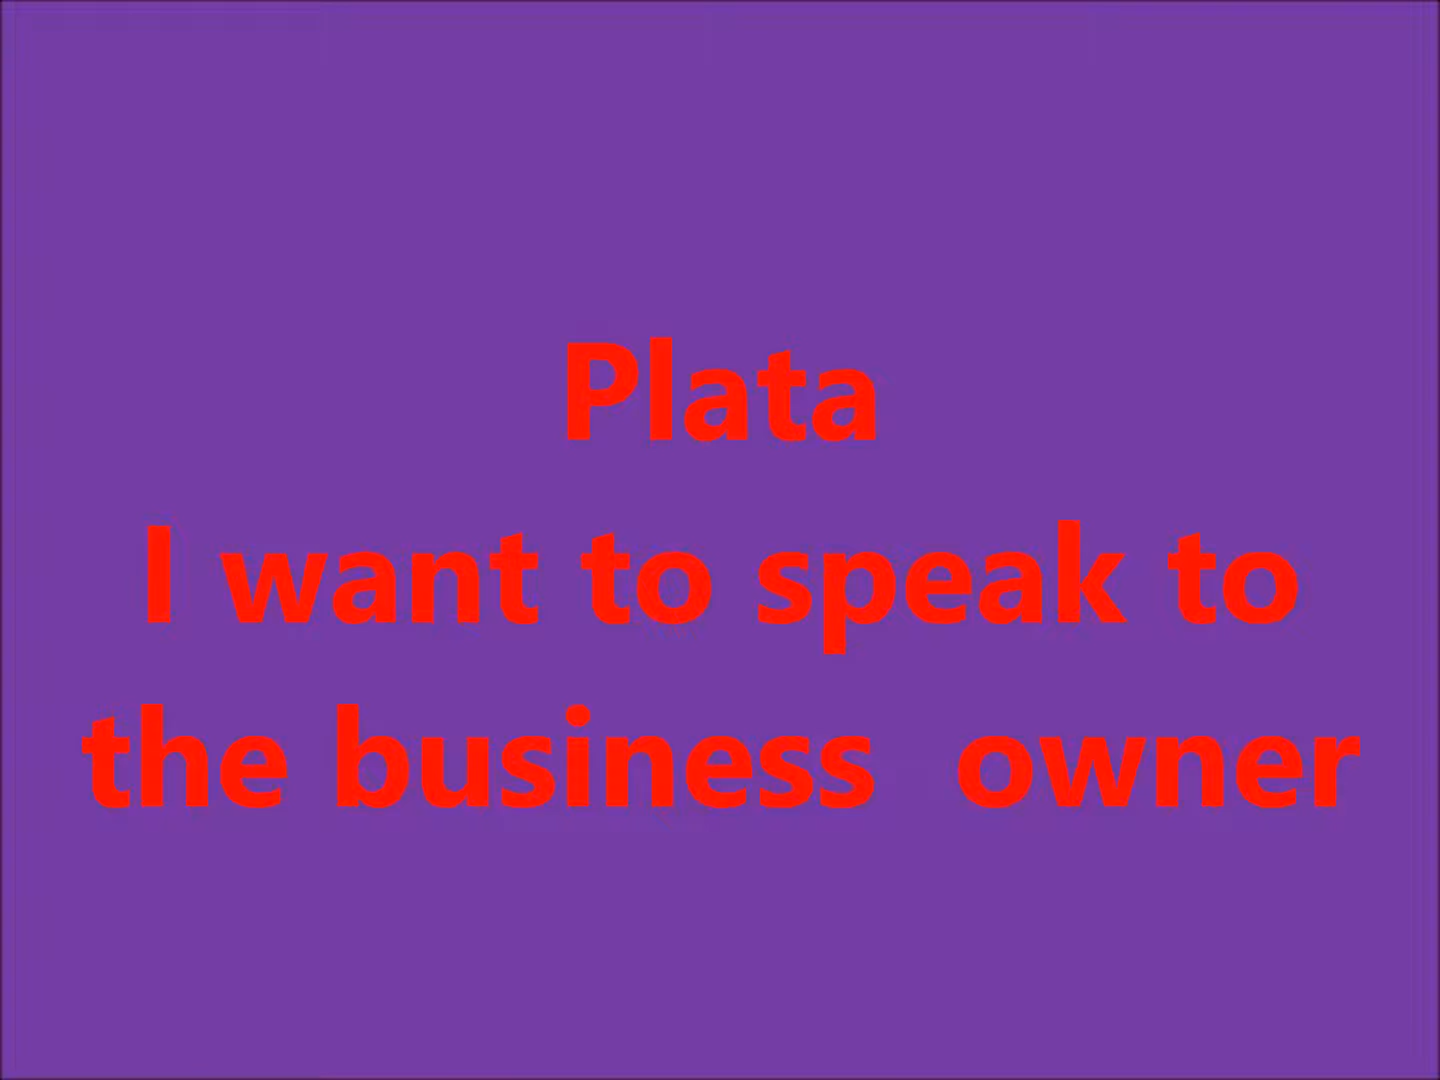 Plata
I want to speak to
the business  owner